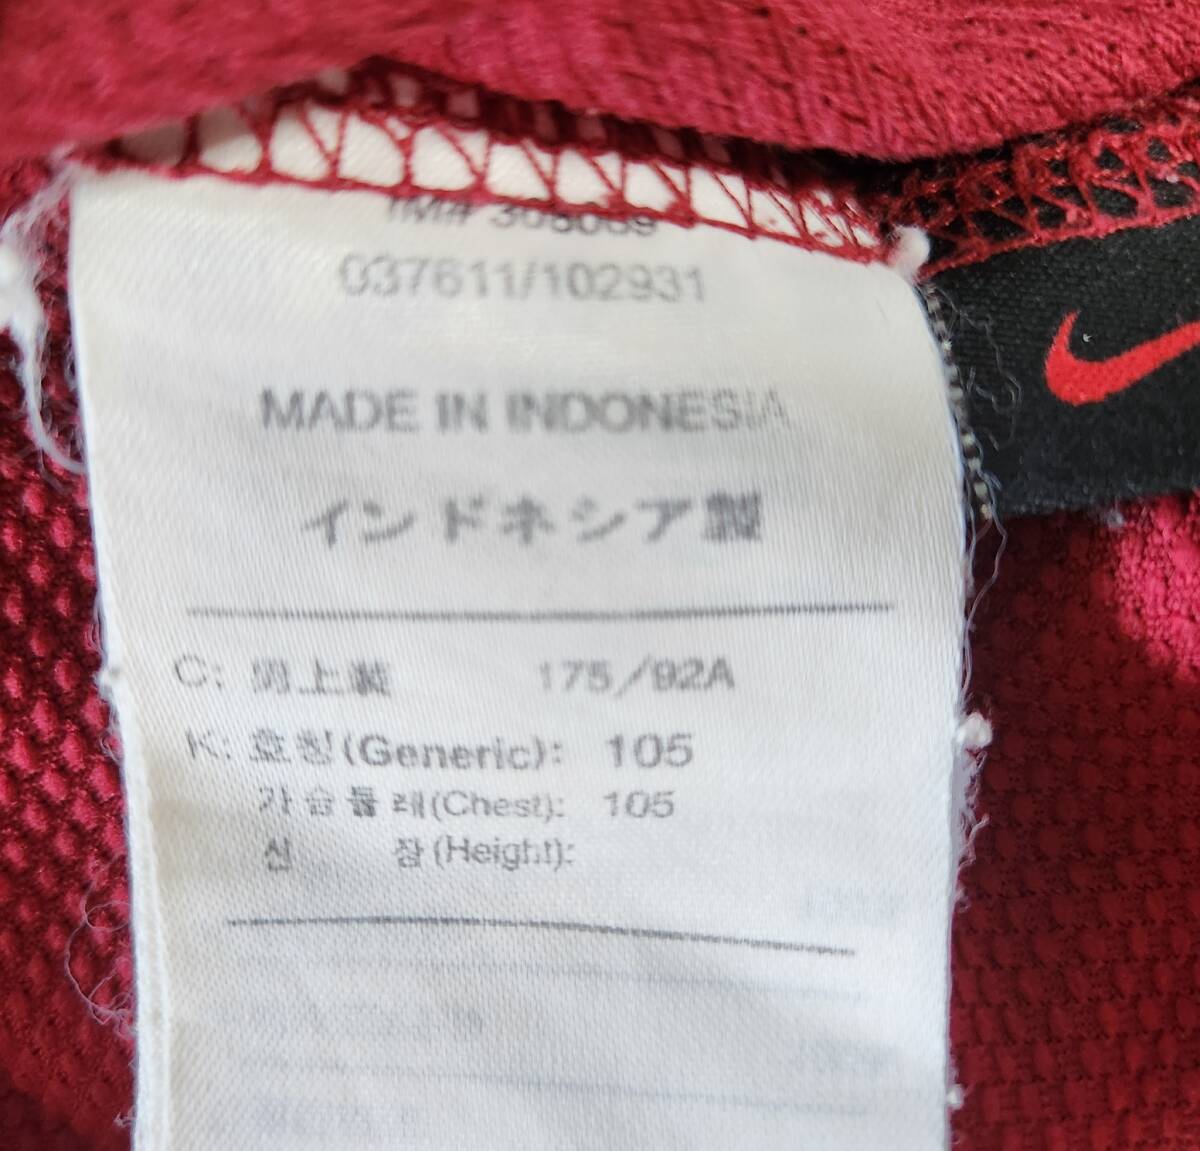 037611/102931
MADE IN INDONESIA
インドネシア製
C: 男上装 175/92A
K: 호칭(Generic): 105
가슴둘레(Chest): 105
신 장(Height):